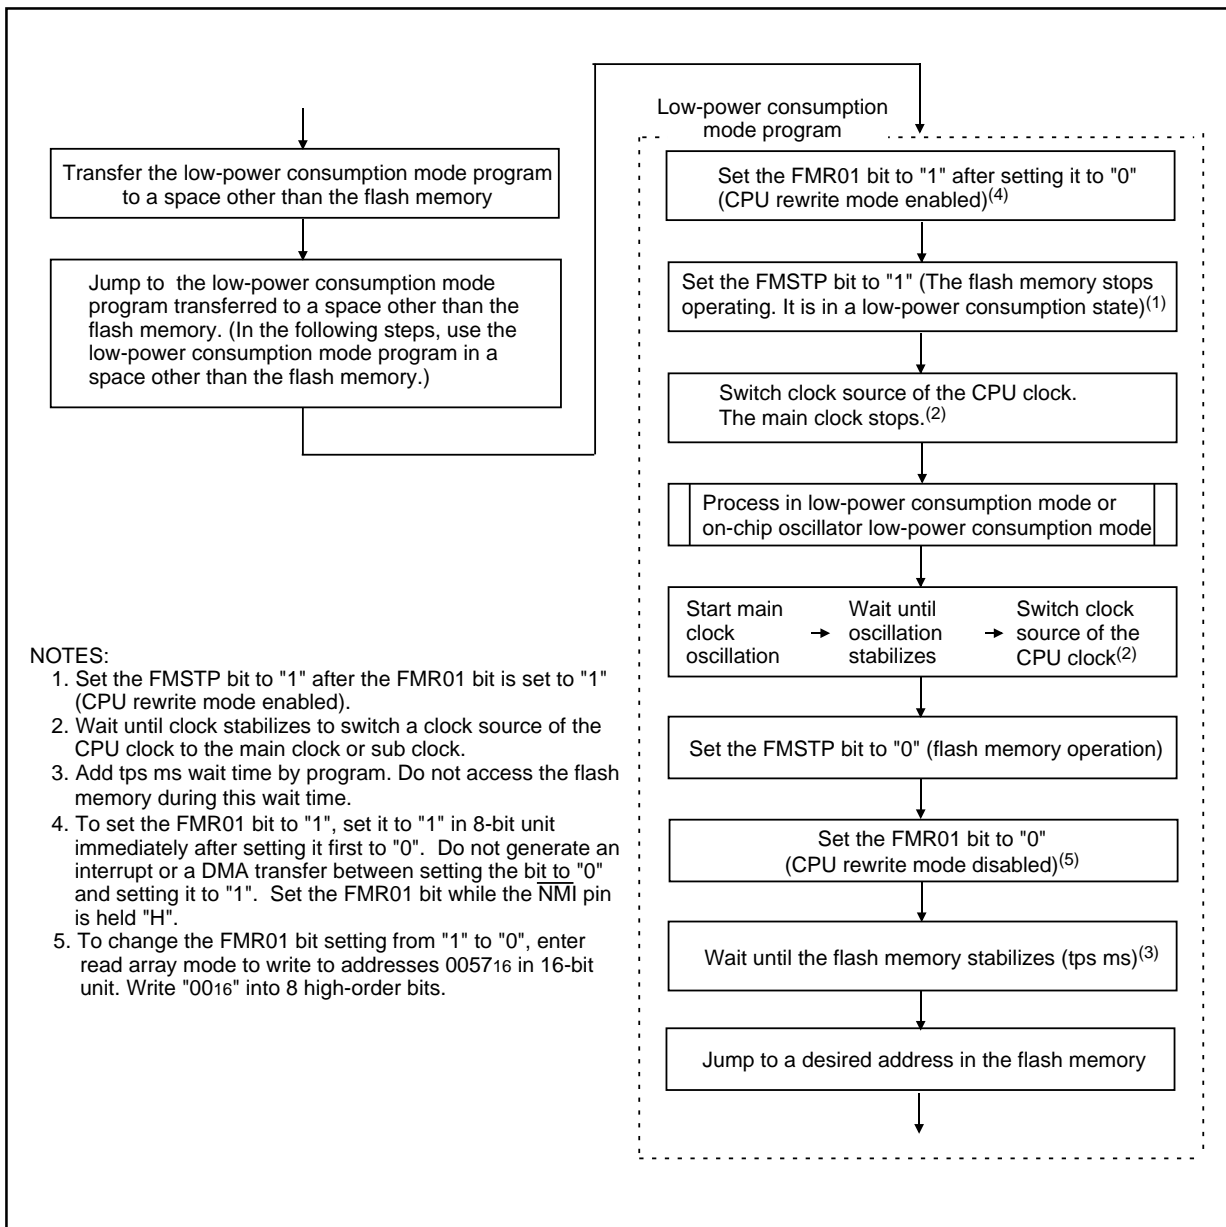 Transfer the low-power consumption mode program
to a space other than the flash memory
Jump to the low-power consumption mode
program transferred to a space other than the
flash memory. (In the following steps, use the
low-power consumption mode program in a
space other than the flash memory.)
Low-power consumption
mode program
Set the FMR01 bit to "1" after setting it to "0"
(CPU rewrite mode enabled)(4)
Set the FMSTP bit to "1" (The flash memory stops
operating. It is in a low-power consumption state)(1)
Switch clock source of the CPU clock.
The main clock stops.(2)
Process in low-power consumption mode or
on-chip oscillator low-power consumption mode
Start main
clock
oscillation
Wait until
oscillation
stabilizes
Switch clock
source of the
CPU clock(2)
Set the FMSTP bit to "0" (flash memory operation)
Set the FMR01 bit to "0"
(CPU rewrite mode disabled)(5)
Wait until the flash memory stabilizes (tps ms)(3)
Jump to a desired address in the flash memory
NOTES:
1. Set the FMSTP bit to "1" after the FMR01 bit is set to "1"
(CPU rewrite mode enabled).
2. Wait until clock stabilizes to switch a clock source of the
CPU clock to the main clock or sub clock.
3. Add tps ms wait time by program. Do not access the flash
memory during this wait time.
4. To set the FMR01 bit to "1", set it to "1" in 8-bit unit
immediately after setting it first to "0". Do not generate an
interrupt or a DMA transfer between setting the bit to "0"
and setting it to "1". Set the FMR01 bit while the N̅M̅I̅ pin
is held "H".
5. To change the FMR01 bit setting from "1" to "0", enter
read array mode to write to addresses 005716 in 16-bit
unit. Write "0016" into 8 high-order bits.